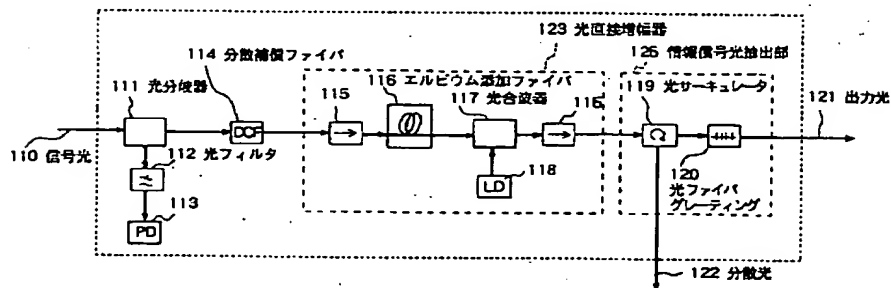 123 光直接増幅器
125 情報信号光抽出部
114 分散補償ファイバ
116 エルビウム添加ファイバ
111 光分岐器
117 光合波器
119 光サーキュレータ
115
115
121 出力光
DCF
110 信号光
112 光フィルタ
LD
118
120
光ファイバ
グレーティング
113
PD
122 分散光